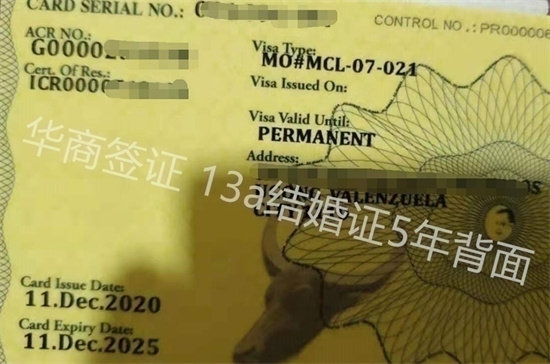 CARD SERIAL NO.:
CONTROL NO.: PR000006
ACR NO.:
G00002
Cert. Of Res.:
ICR0000
Visa Type:
MO#MCL-07-021
Visa Issued On:
Visa Valid Until:
PERMANENT
Address:
OS
VALENZUELA
华商签证 13a结婚证5年背面
Card Issue Date:
11.Dec.2020
Card Expiry Date:
11.Dec.2025